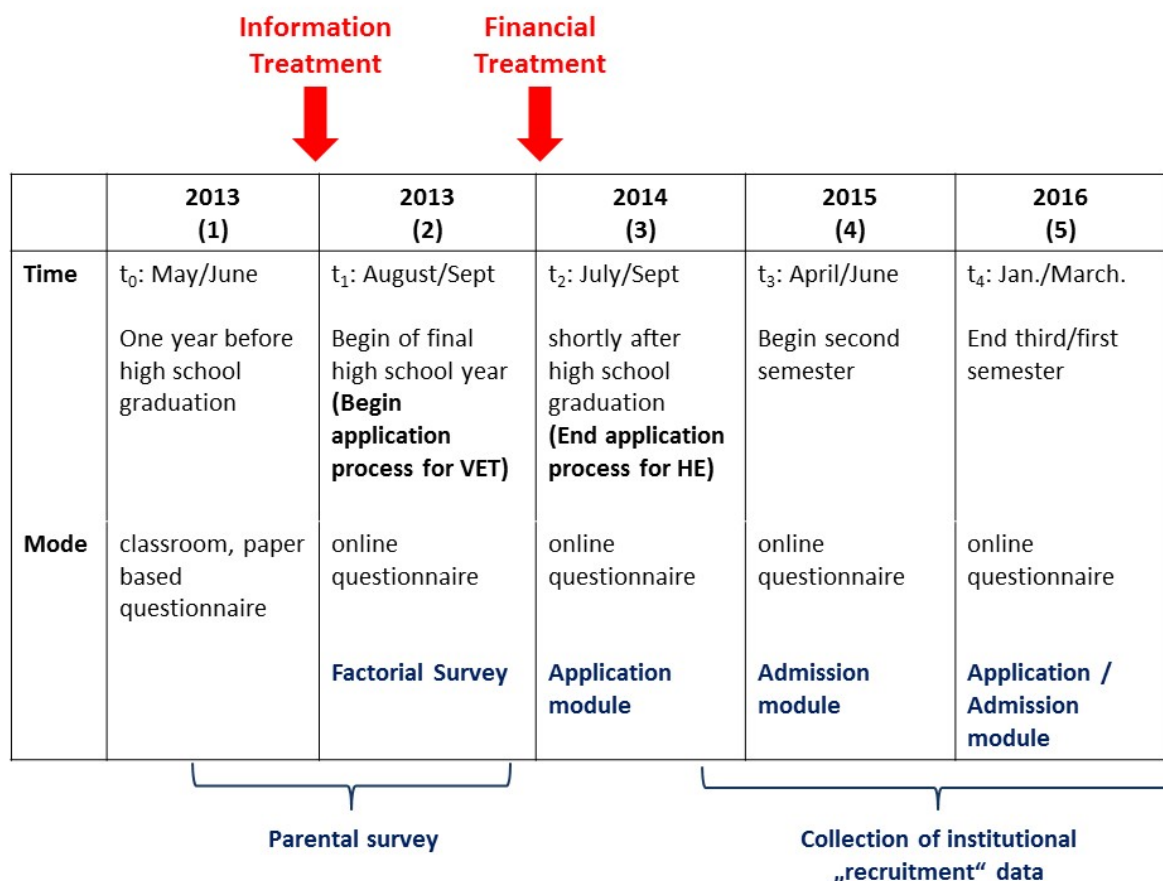 Information
Treatment
Financial
Treatment
2013
(1)
2013
(2)
2014
(3)
2015
(4)
2016
(5)
Time
t₀: May/June
One year before
high school
graduation
t₁: August/Sept
Begin of final
high school year
(Begin
application
process for VET)
t₂: July/Sept
shortly after
high school
graduation
(End application
process for HE)
t₃: April/June
Begin second
semester
t₄: Jan./March.
End third/first
semester
Mode
classroom, paper
based
questionnaire
online
questionnaire
Factorial Survey
online
questionnaire
Application
module
online
questionnaire
Admission
module
online
questionnaire
Application /
Admission
module
Parental survey
Collection of institutional
„recruitment“ data